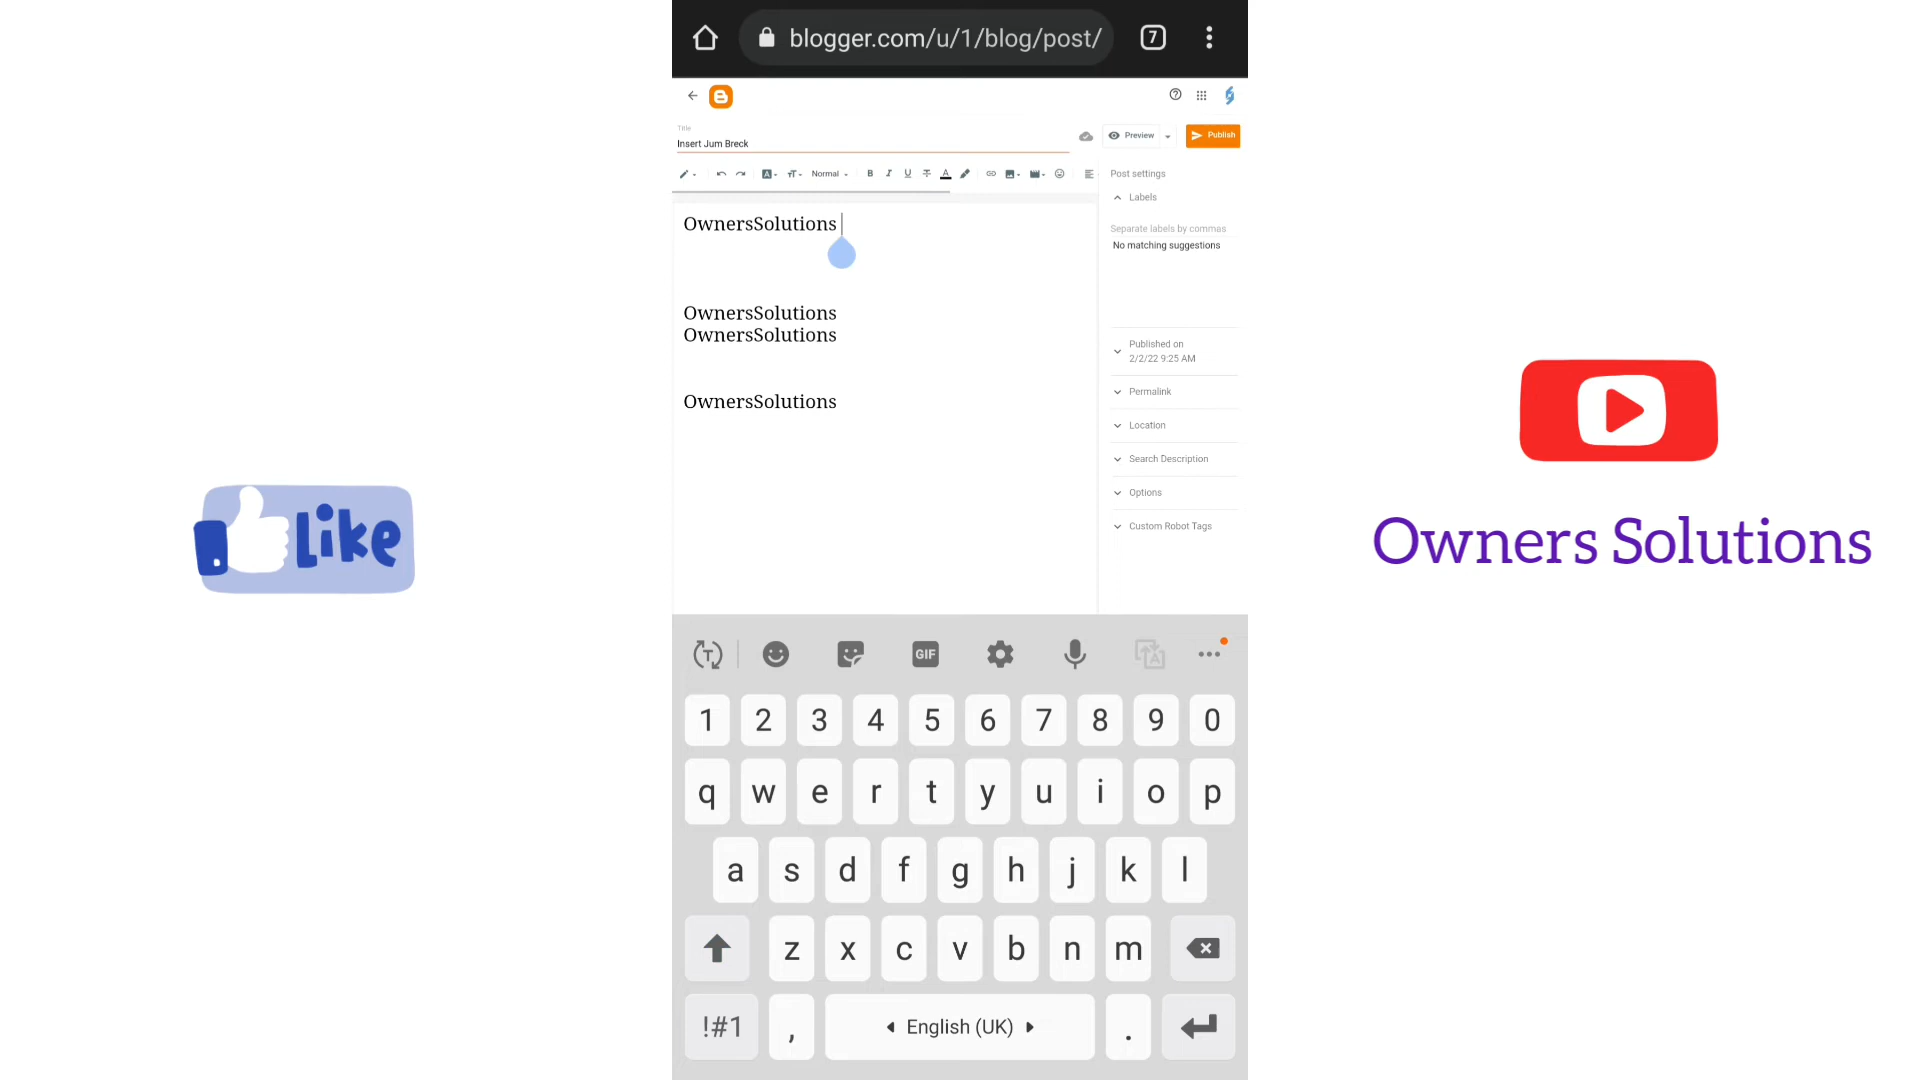 blogger.com/u/1/blog/post/
7
Title
Insert Jum Breck
Preview
Publish
Normal
B I U T A
Post settings
Labels
Separate labels by commas
No matching suggestions
OwnersSolutions
OwnersSolutions
OwnersSolutions
OwnersSolutions
Published on
2/2/22 9:25 AM
Permalink
Location
Search Description
Options
Custom Robot Tags
Like
Owners Solutions
T GIF A
1 2 3 4 5 6 7 8 9 0
q w e r t y u i o p
a s d f g h j k l
z x c v b n m
!#1 , English (UK) .